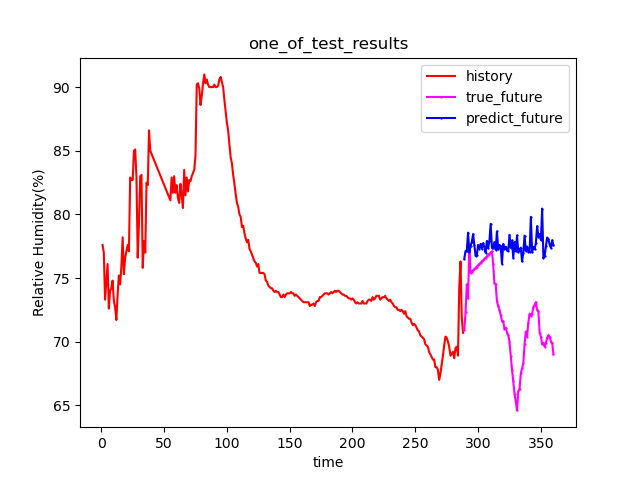 one_of_test_results
history
true_future
predict_future
Relative Humidity(%)
90
85
80
75
70
65
0 50 100 150 200 250 300 350
time